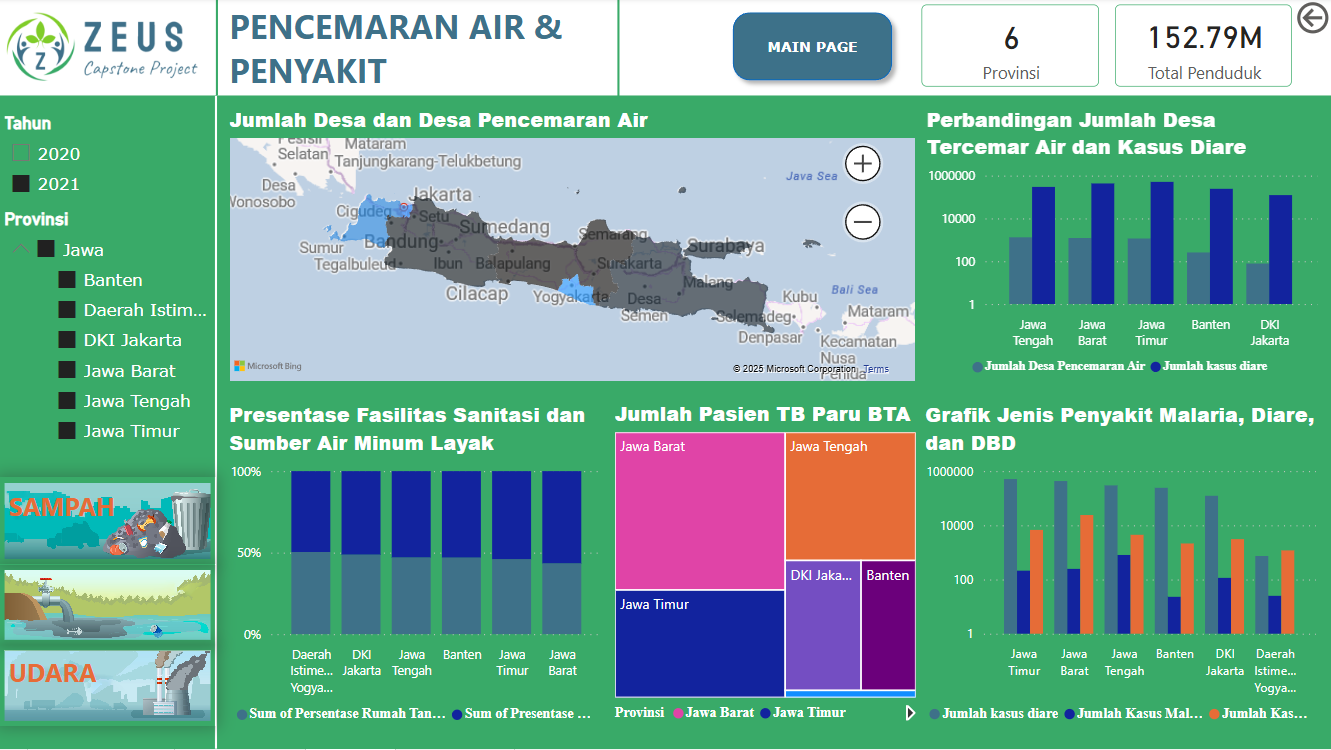 ZEUS
Capstone Project
PENCEMARAN AIR &
PENYAKIT
MAIN PAGE
6
Provinsi
152.79M
Total Penduduk
Tahun
2020
2021
Provinsi
Jawa
Banten
Daerah Istim...
DKI Jakarta
Jawa Barat
Jawa Tengah
Jawa Timur
SAMPAH
UDARA
Jumlah Desa dan Desa Pencemaran Air
Pesisir
Selatan
Mataram
Tanjungkarang-Telukbetung
Desa
Wonosobo
Java Sea
Jakarta
Cigudeg
Setu
Sumedang
Bandung
Semarang
Surabaya
Sumur
Tegalbuleud
Ibun
Balapulang
Surakarta
Malang
Cilacap
Yogyakarta
Desa
Semen
Bali Sea
Kubu
Mataram
Selemadeg
Denpasar
Kecamatan
Nusa
Penida
Microsoft Bing
© 2025 Microsoft Corporation Terms
Perbandingan Jumlah Desa
Tercemar Air dan Kasus Diare
1000000
10000
100
1
Jawa
Tengah
Jawa
Barat
Jawa
Timur
Banten
DKI
Jakarta
Jumlah Desa Pencemaran Air Jumlah kasus diare
Presentase Fasilitas Sanitasi dan
Sumber Air Minum Layak
100%
50%
0%
Daerah
Istime...
Yogya...
DKI
Jakarta
Jawa
Tengah
Banten
Jawa
Timur
Jawa
Barat
Sum of Persentase Rumah Tan... Sum of Presentase ...
Jumlah Pasien TB Paru BTA
Jawa Barat
Jawa Tengah
DKI Jaka...
Banten
Jawa Timur
Provinsi Jawa Barat Jawa Timur
Grafik Jenis Penyakit Malaria, Diare,
dan DBD
1000000
10000
100
1
Jawa
Timur
Jawa
Barat
Jawa
Tengah
Banten
DKI
Jakarta
Daerah
Istime...
Yogya...
Jumlah kasus diare Jumlah Kasus Mal... Jumlah Kas...